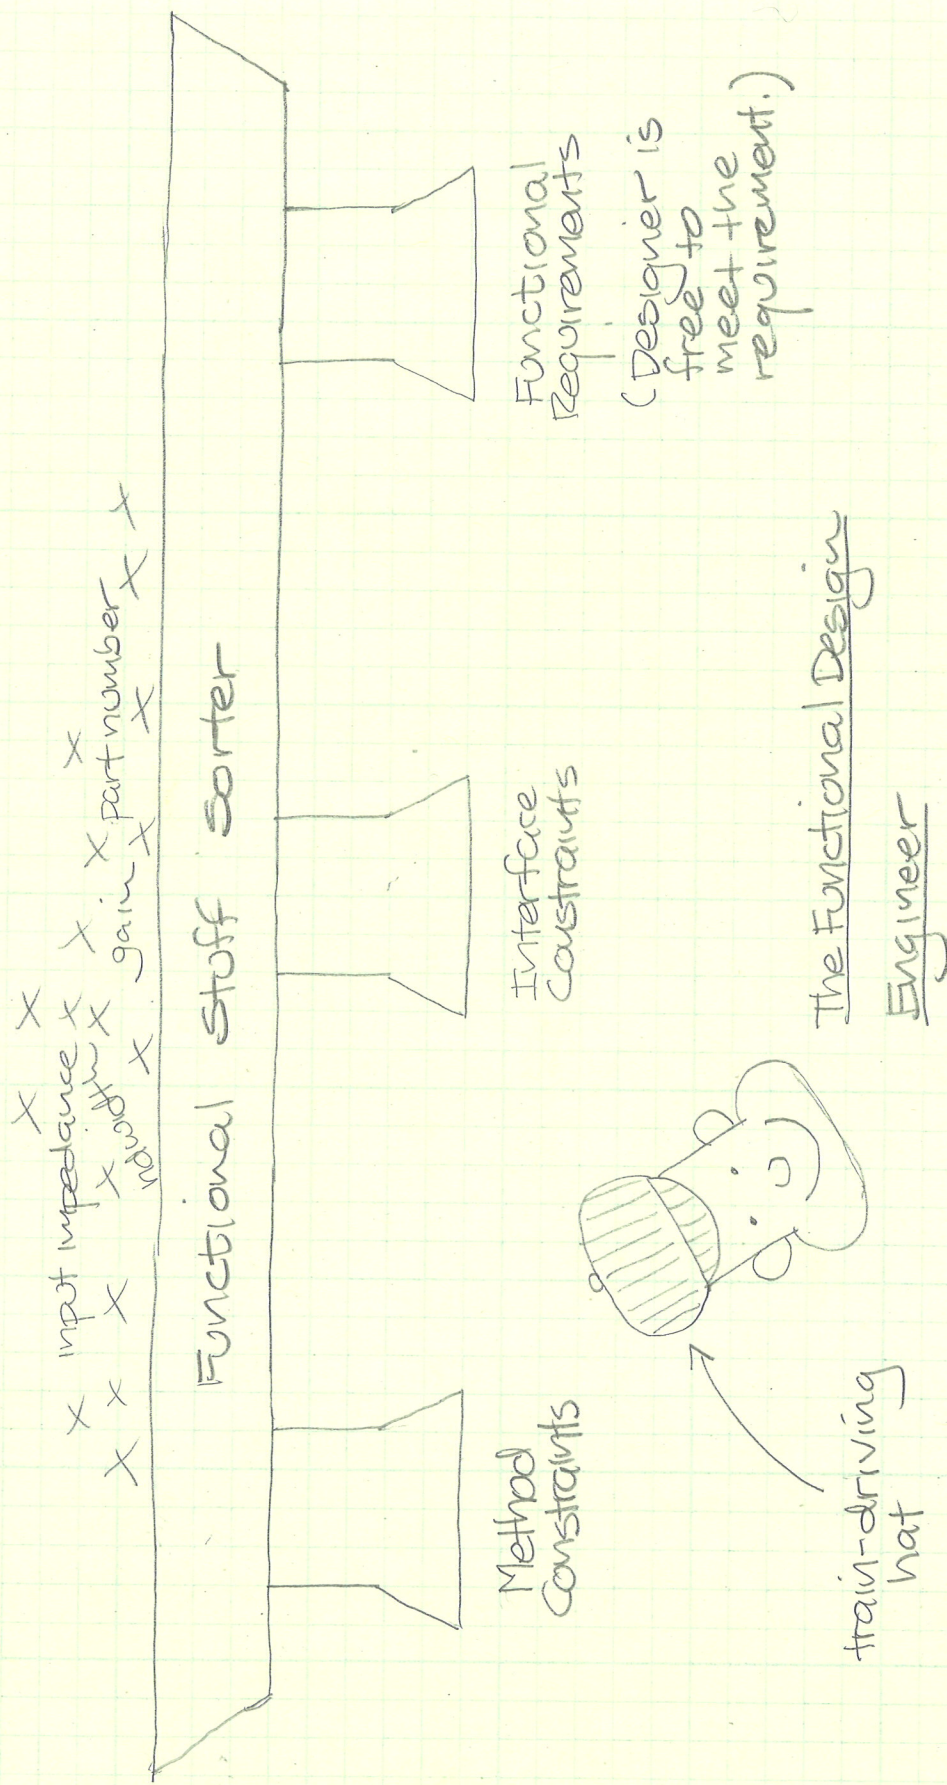 input impedance
part number
gain
Functional Stuff Sorter
Method
Constraints
Interface
Constraints
Functional
Requirements
(Designer is
free to
meet the
requirement.)
train-driving
hat
The Functional Design
Engineer